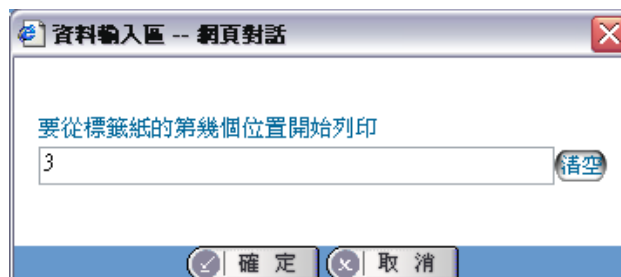 資料輸入區 -- 網頁對話
要從標籤紙的第幾個位置開始列印
3
清空
確 定
取 消